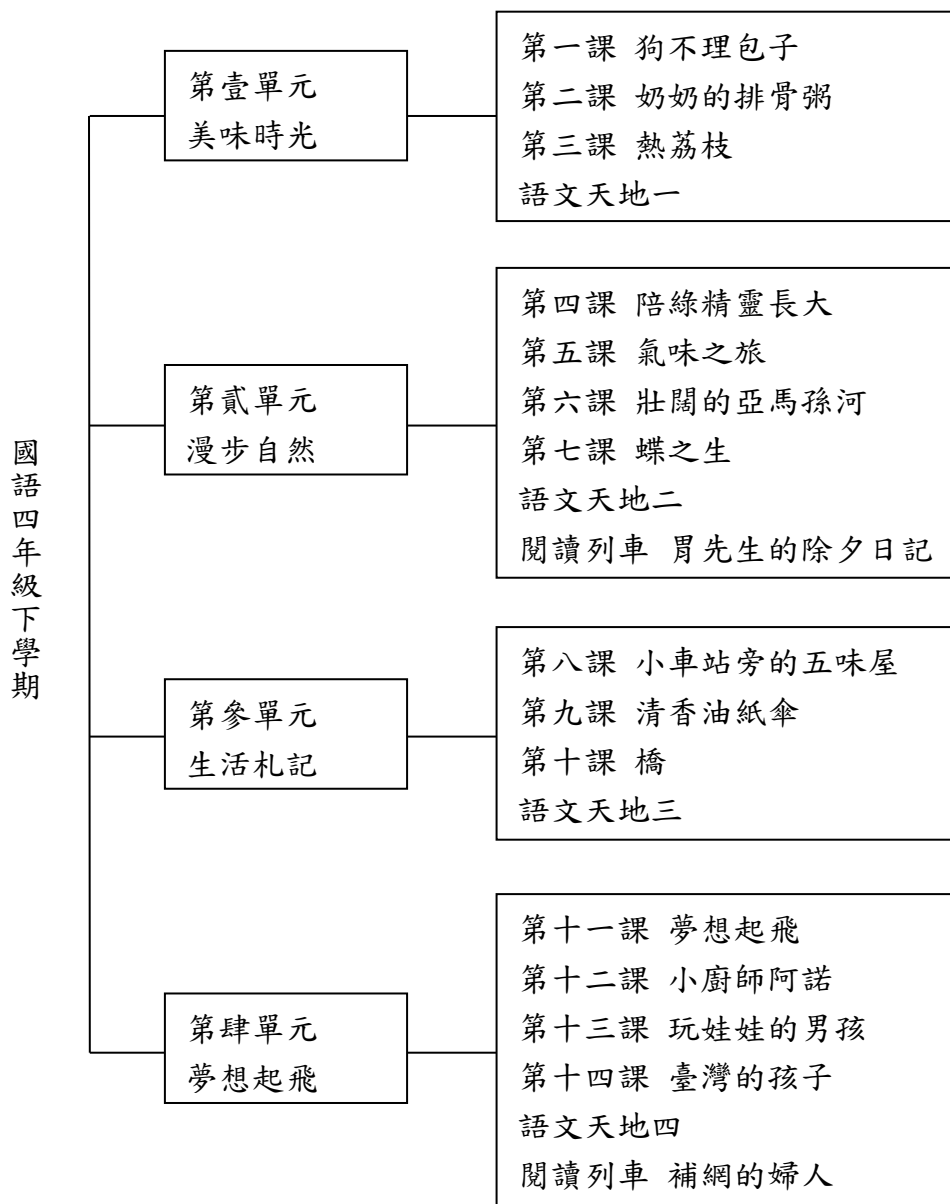 國語四年級下學期
第壹單元
美味時光
第一課 狗不理包子
第二課 奶奶的排骨粥
第三課 熱荔枝
語文天地一
第貳單元
漫步自然
第四課 陪綠精靈長大
第五課 氣味之旅
第六課 壯闊的亞馬孫河
第七課 蝶之生
語文天地二
閱讀列車 胃先生的除夕日記
第參單元
生活札記
第八課 小車站旁的五味屋
第九課 清香油紙傘
第十課 橋
語文天地三
第肆單元
夢想起飛
第十一課 夢想起飛
第十二課 小廚師阿諾
第十三課 玩娃娃的男孩
第十四課 臺灣的孩子
語文天地四
閱讀列車 補網的婦人